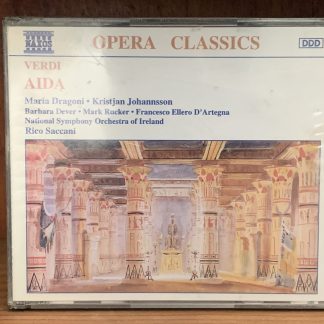 NAXOS
OPERA CLASSICS
DDD
VERDI
AIDA
Maria Dragoni • Kristjan Johannsson
Barbara Dever • Mark Rucker • Francesco Ellero D'Artegna
National Symphony Orchestra of Ireland
Rico Saccani